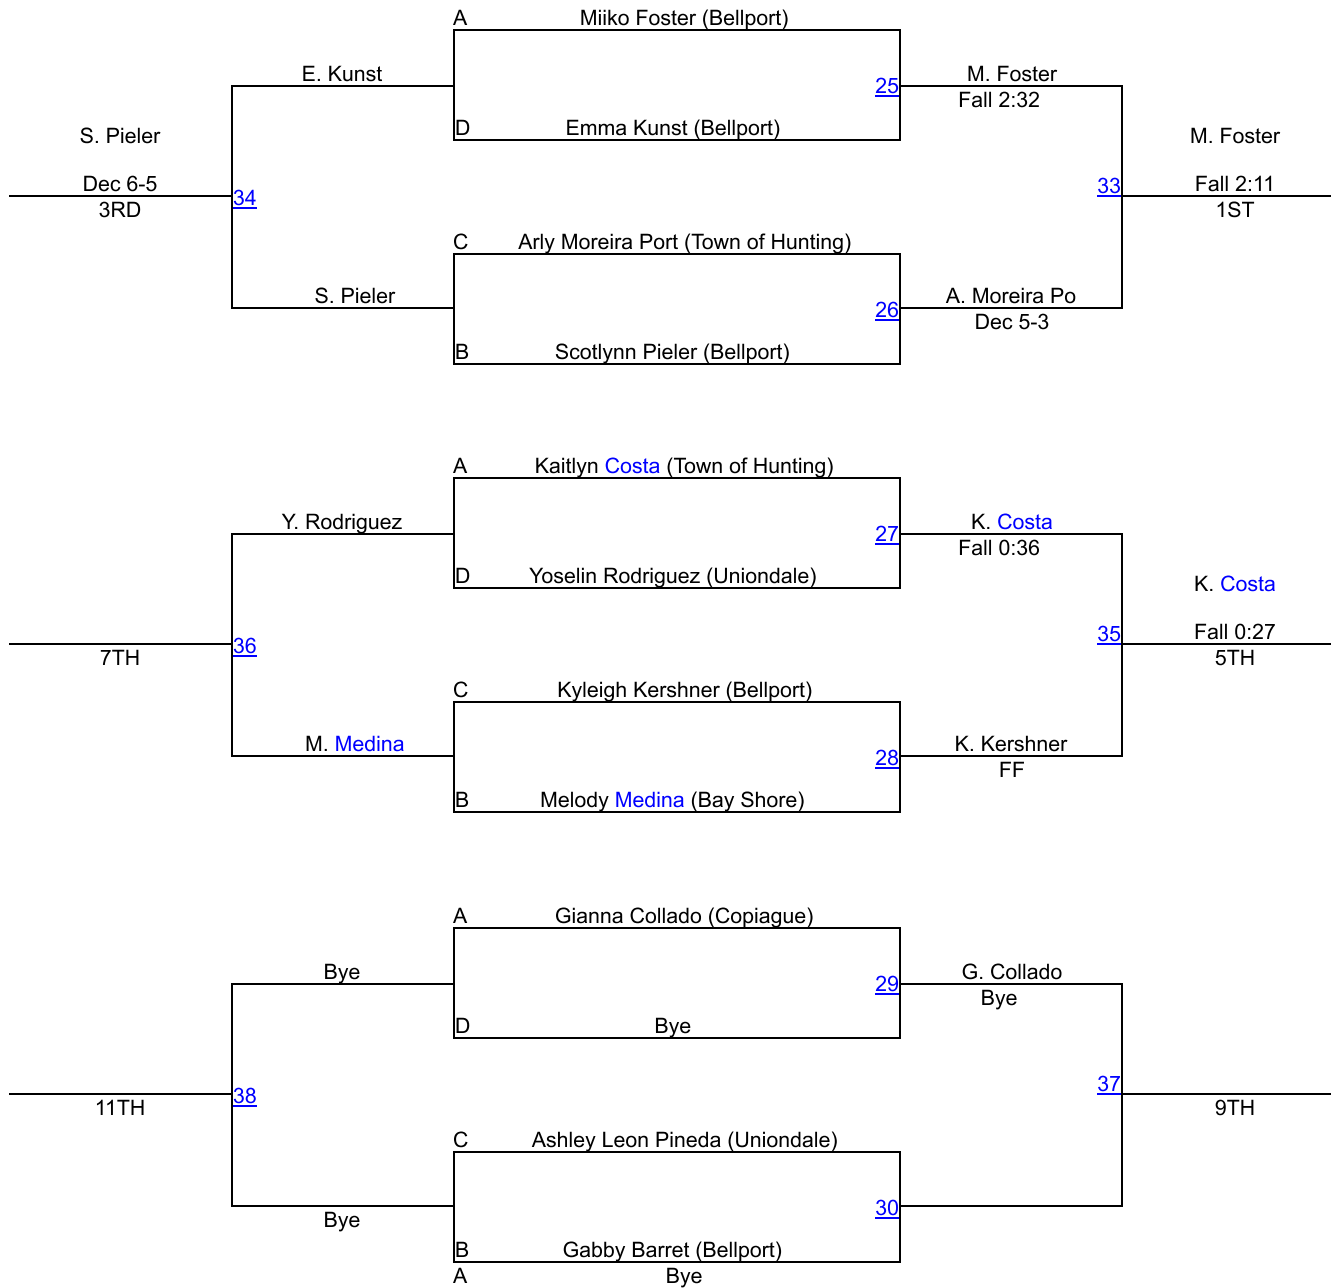 A Miiko Foster (Bellport)
E. Kunst 25 M. Foster
Fall 2:32
D Emma Kunst (Bellport)
S. Pieler M. Foster
Dec 6-5 34 33 Fall 2:11
3RD 1ST
C Arly Moreira Port (Town of Hunting)
S. Pieler 26 A. Moreira Po
Dec 5-3
B Scotlynn Pieler (Bellport)
A Kaitlyn Costa (Town of Hunting)
Y. Rodriguez 27 K. Costa
Fall 0:36
D Yoselin Rodriguez (Uniondale)
K. Costa
36 35 Fall 0:27
7TH 5TH
C Kyleigh Kershner (Bellport)
M. Medina 28 K. Kershner
FF
B Melody Medina (Bay Shore)
A Gianna Collado (Copiague)
Bye 29 G. Collado
Bye
D Bye
38 37
11TH 9TH
C Ashley Leon Pineda (Uniondale)
Bye 30
B Gabby Barret (Bellport)
A Bye